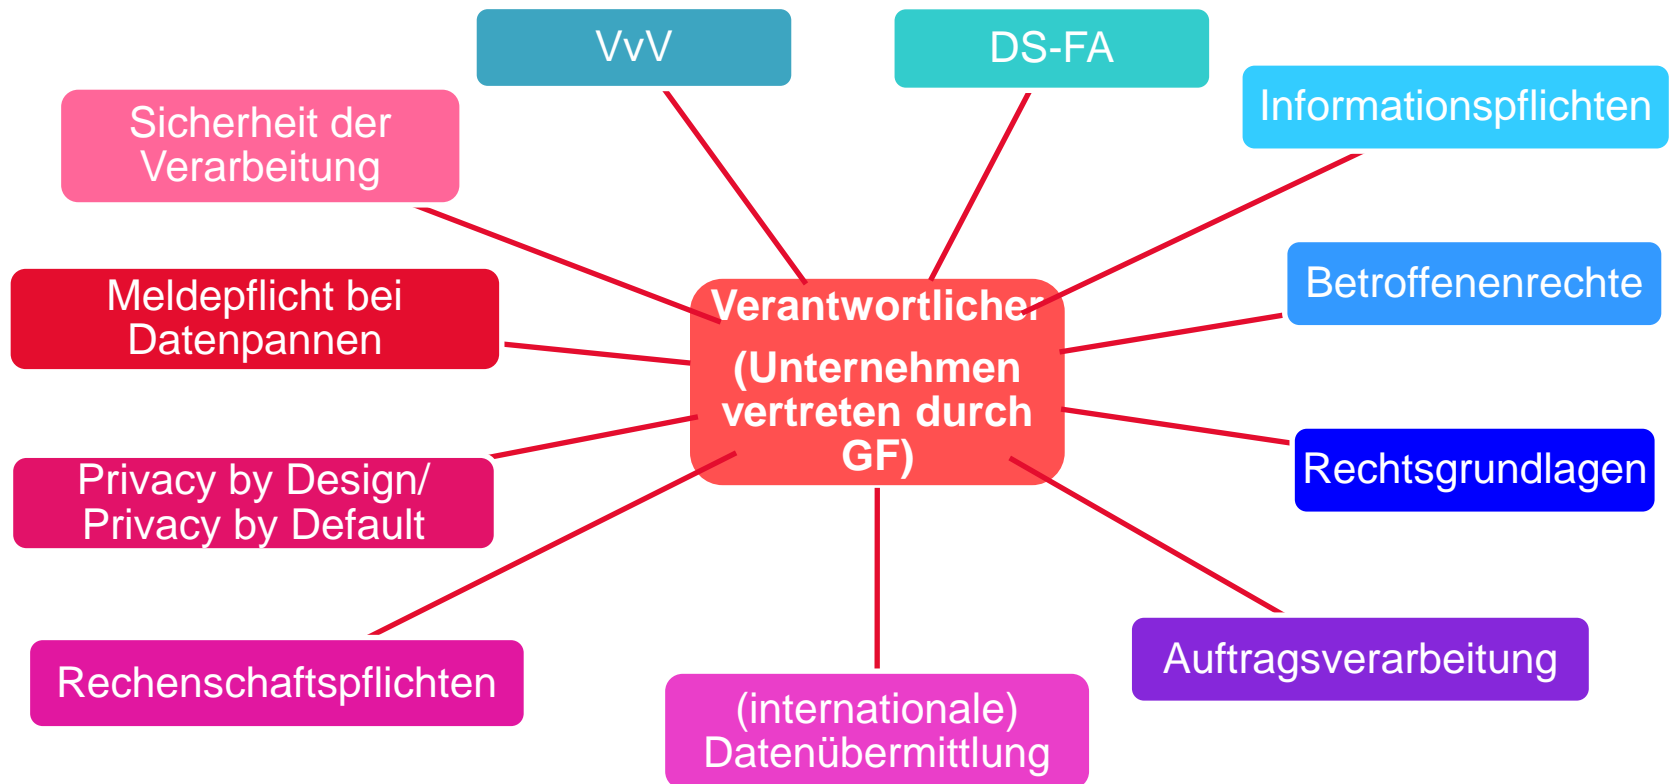 VvV
DS-FA
Informationspflichten
Sicherheit der
Verarbeitung
Betroffenenrechte
Meldepflicht bei
Datenpannen
Verantwortlicher
(Unternehmen
vertreten durch
GF)
Rechtsgrundlagen
Privacy by Design/
Privacy by Default
Auftragsverarbeitung
Rechenschaftspflichten
(internationale)
Datenübermittlung